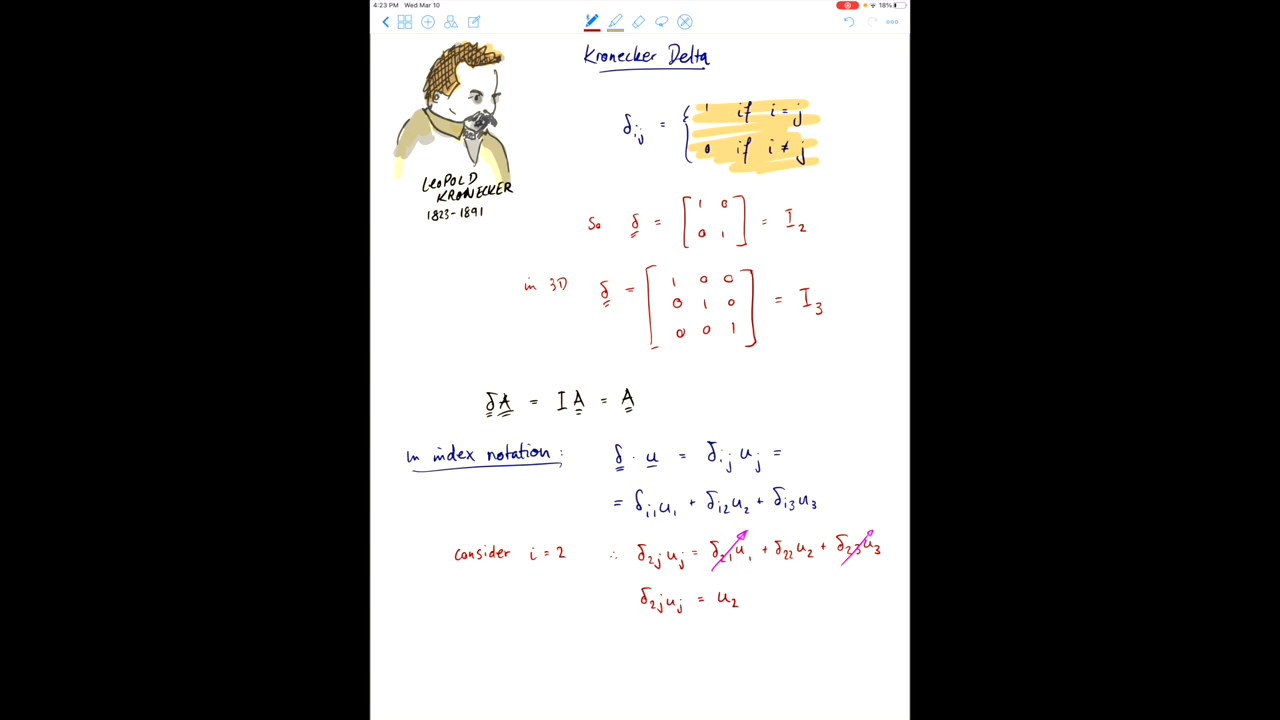 4:23 PM Wed Mar 10
18%
Kronecker Delta
δij = { 1 if i = j
0 if i ≠ j
LEOPOLD
KRONECKER
1823-1891
So δ = [ 1 0
0 1 ] = I2
in 3D δ = [ 1 0 0
0 1 0
0 0 1 ] = I3
δA = IA = A
In index notation: δ · u = δij uj =
= δi1u1 + δi2u2 + δi3u3
consider i = 2 ∴ δ2j uj = δ21u1 + δ22u2 + δ23u3
δ2j uj = u2